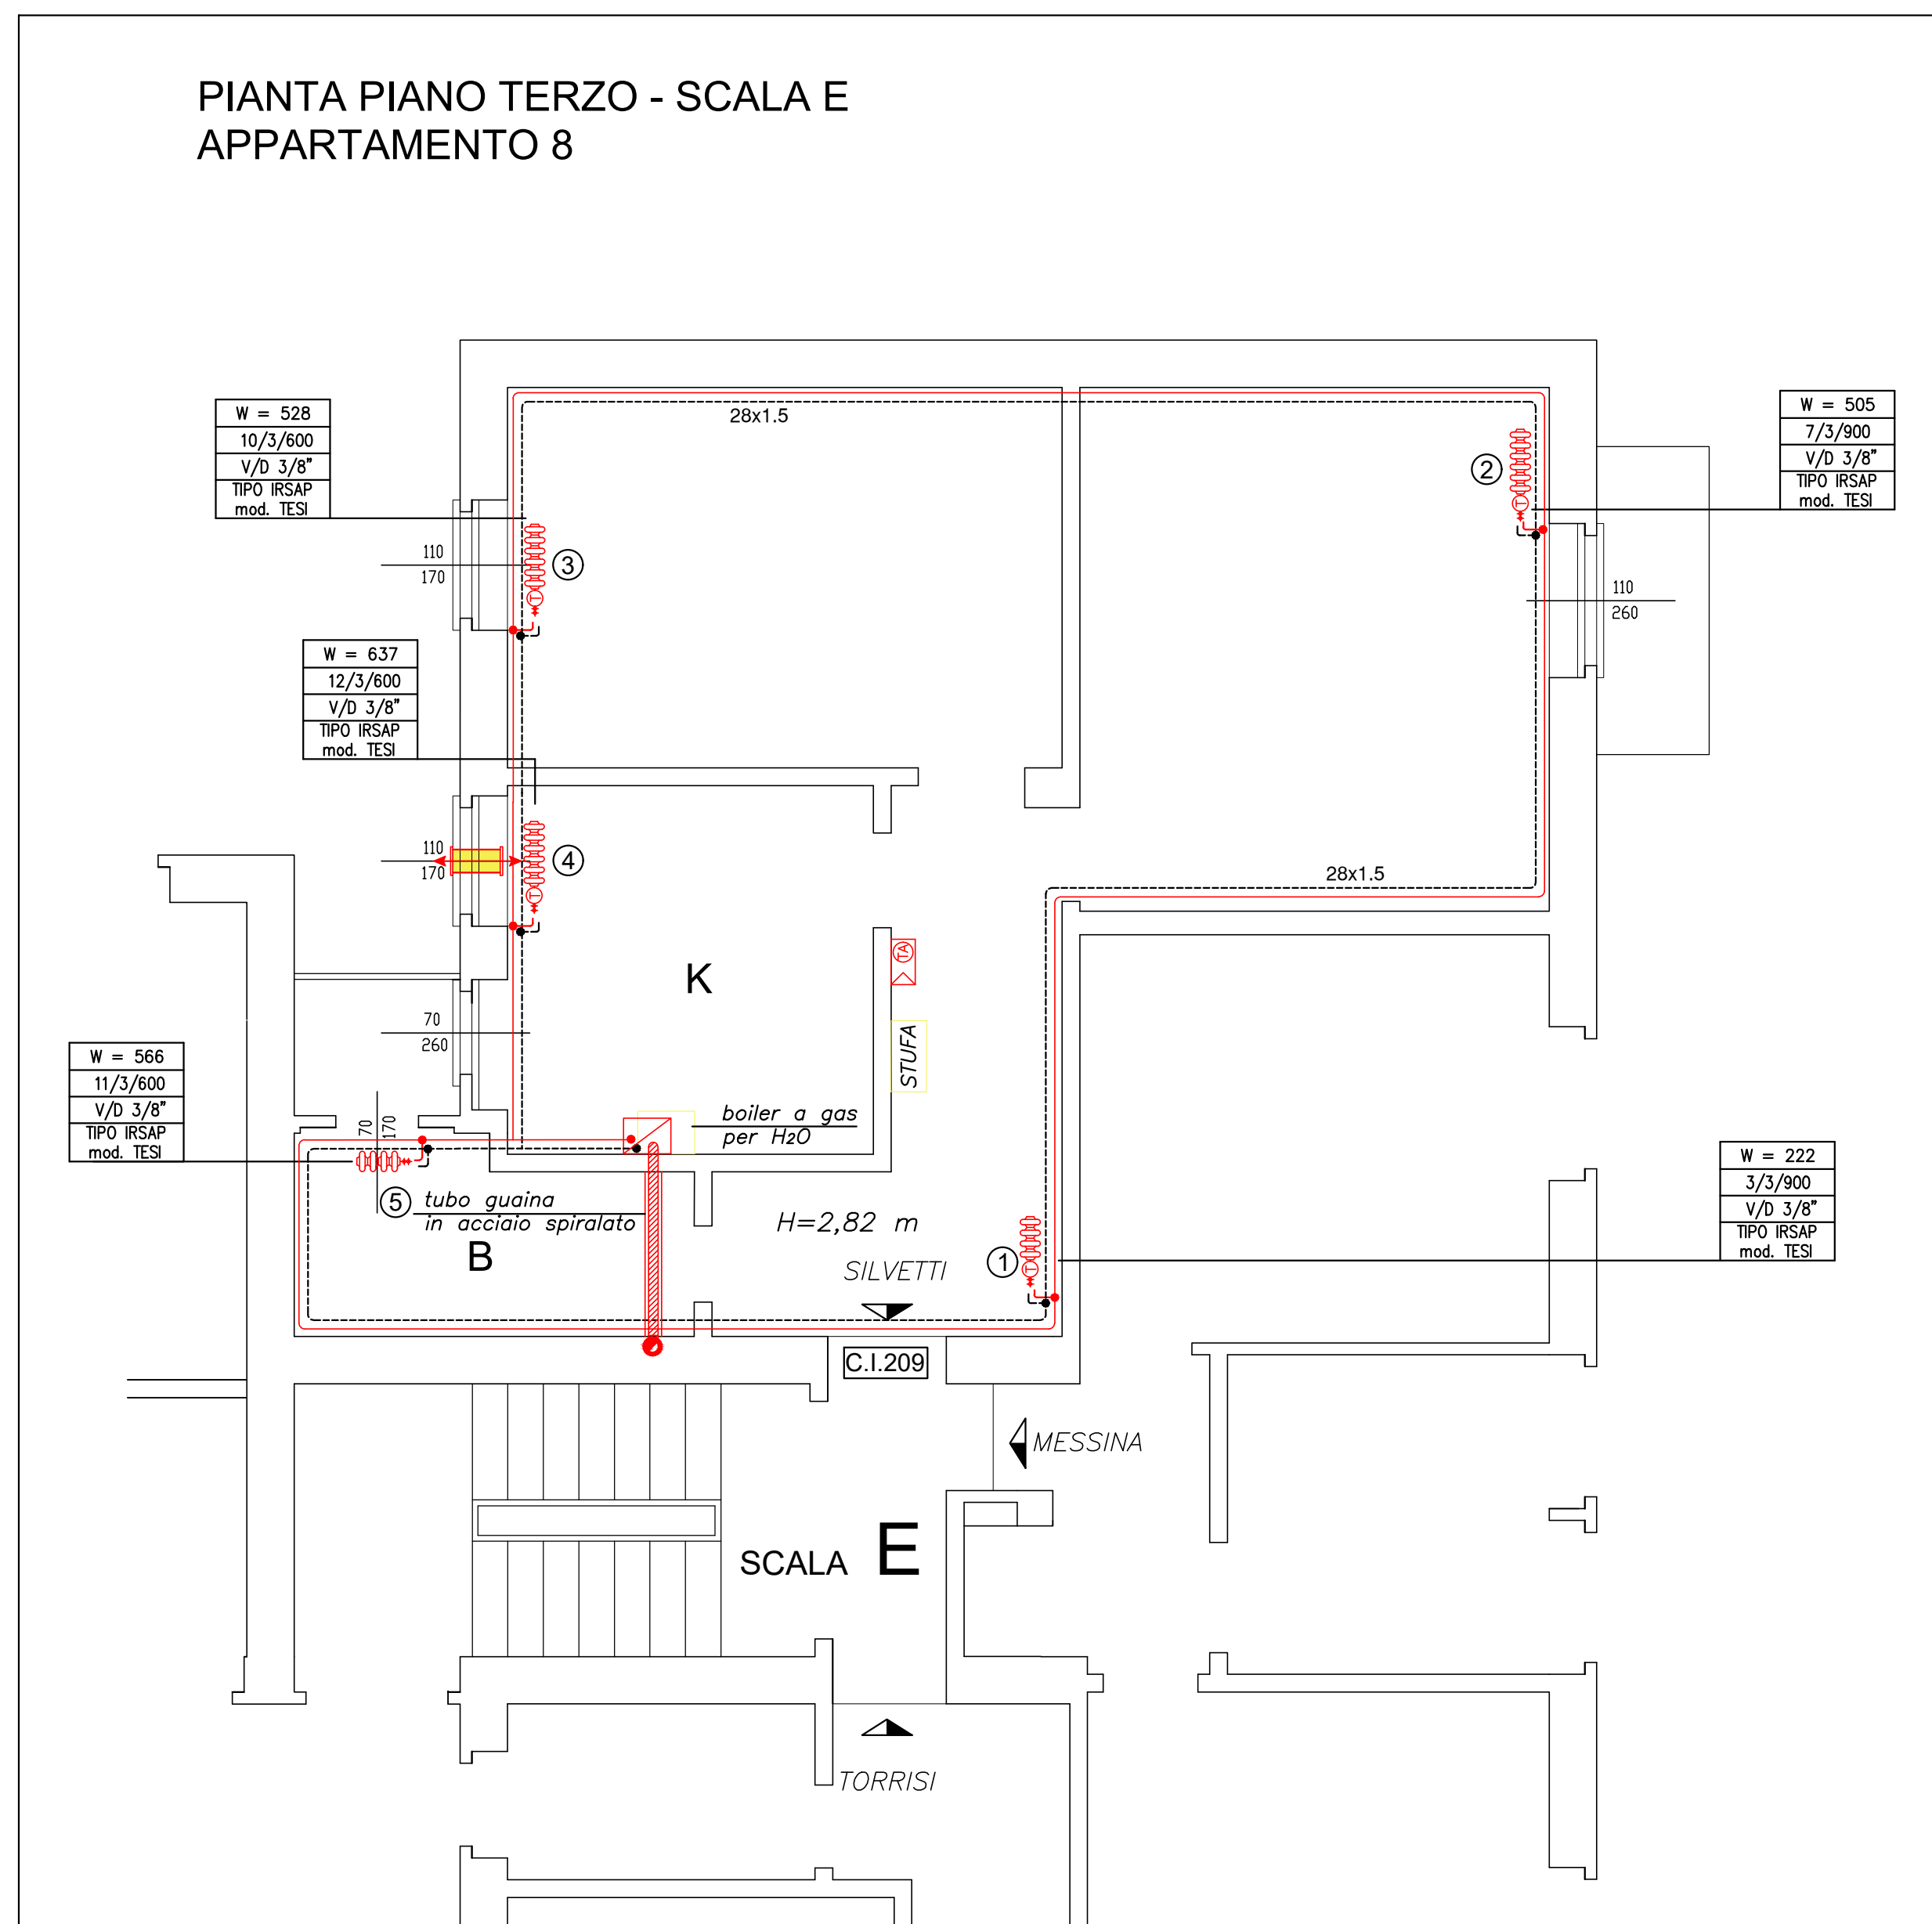 PIANTA PIANO TERZO - SCALA E
APPARTAMENTO 8
W = 528
10/3/600
V/D 3/8"
TIPO IRSAP
mod. TESI
28x1.5
W = 505
7/3/900
V/D 3/8"
TIPO IRSAP
mod. TESI
2
T
110
170
3
T
110
260
W = 637
12/3/600
V/D 3/8"
TIPO IRSAP
mod. TESI
110
170
4
T
28x1.5
TA
K
70
260
STUFA
W = 566
11/3/600
V/D 3/8"
TIPO IRSAP
mod. TESI
70
170
boiler a gas
per H2O
W = 222
3/3/900
V/D 3/8"
TIPO IRSAP
mod. TESI
5
tubo guaina
in acciaio spiralato
B
H=2,82 m
SILVETTI
1
T
C.I.209
MESSINA
SCALA E
TORRISI